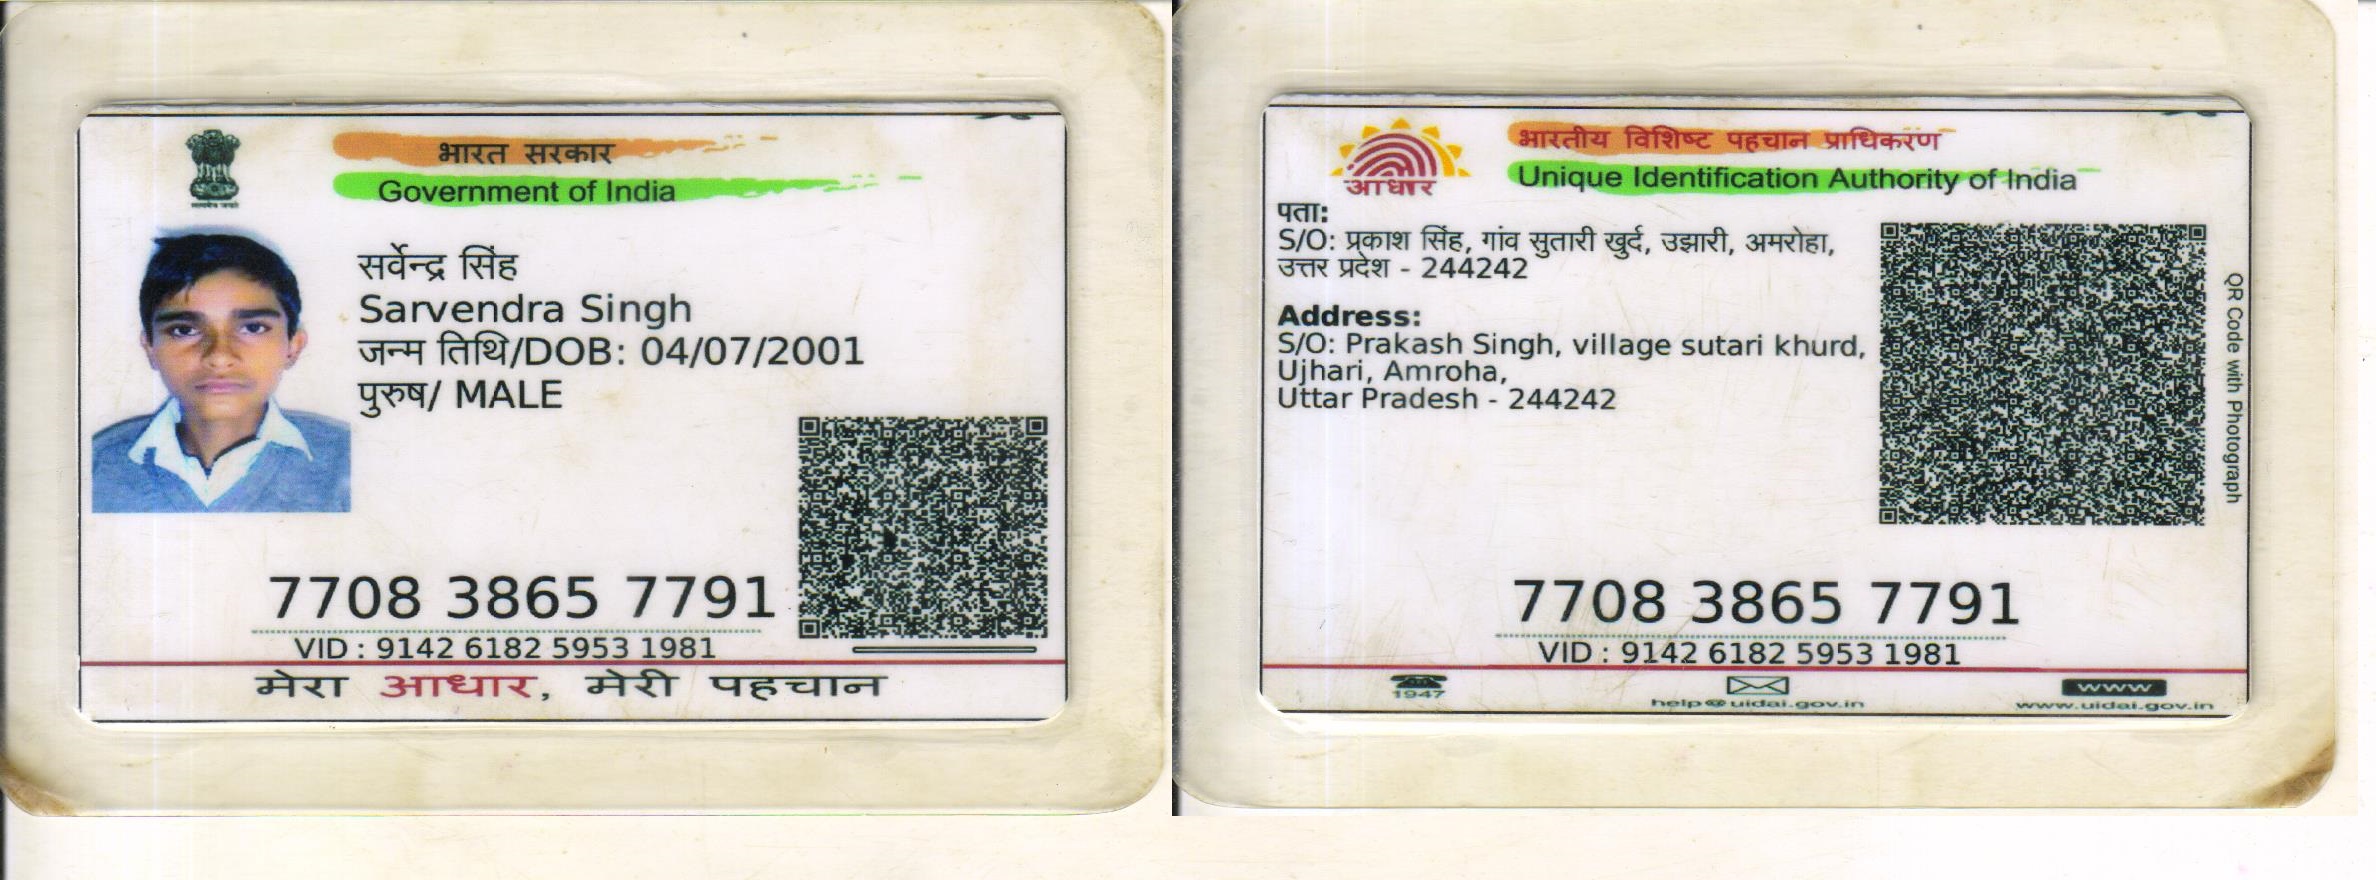 भारत सरकार
Government of India
सर्वेन्द्र सिंह
Sarvendra Singh
जन्म तिथि/DOB: 04/07/2001
पुरुष/ MALE
7708 3865 7791
VID : 9142 6182 5953 1981
मेरा आधार, मेरी पहचान
भारतीय विशिष्ट पहचान प्राधिकरण
Unique Identification Authority of India
आधार
पता:
S/O: प्रकाश सिंह, गांव सुतारी खुर्द, उझारी, अमरोहा,
उत्तर प्रदेश - 244242
Address:
S/O: Prakash Singh, village sutari khurd,
Ujhari, Amroha,
Uttar Pradesh - 244242
QR Code with Photograph
7708 3865 7791
VID : 9142 6182 5953 1981
1947
help@uidai.gov.in
www
www.uidai.gov.in